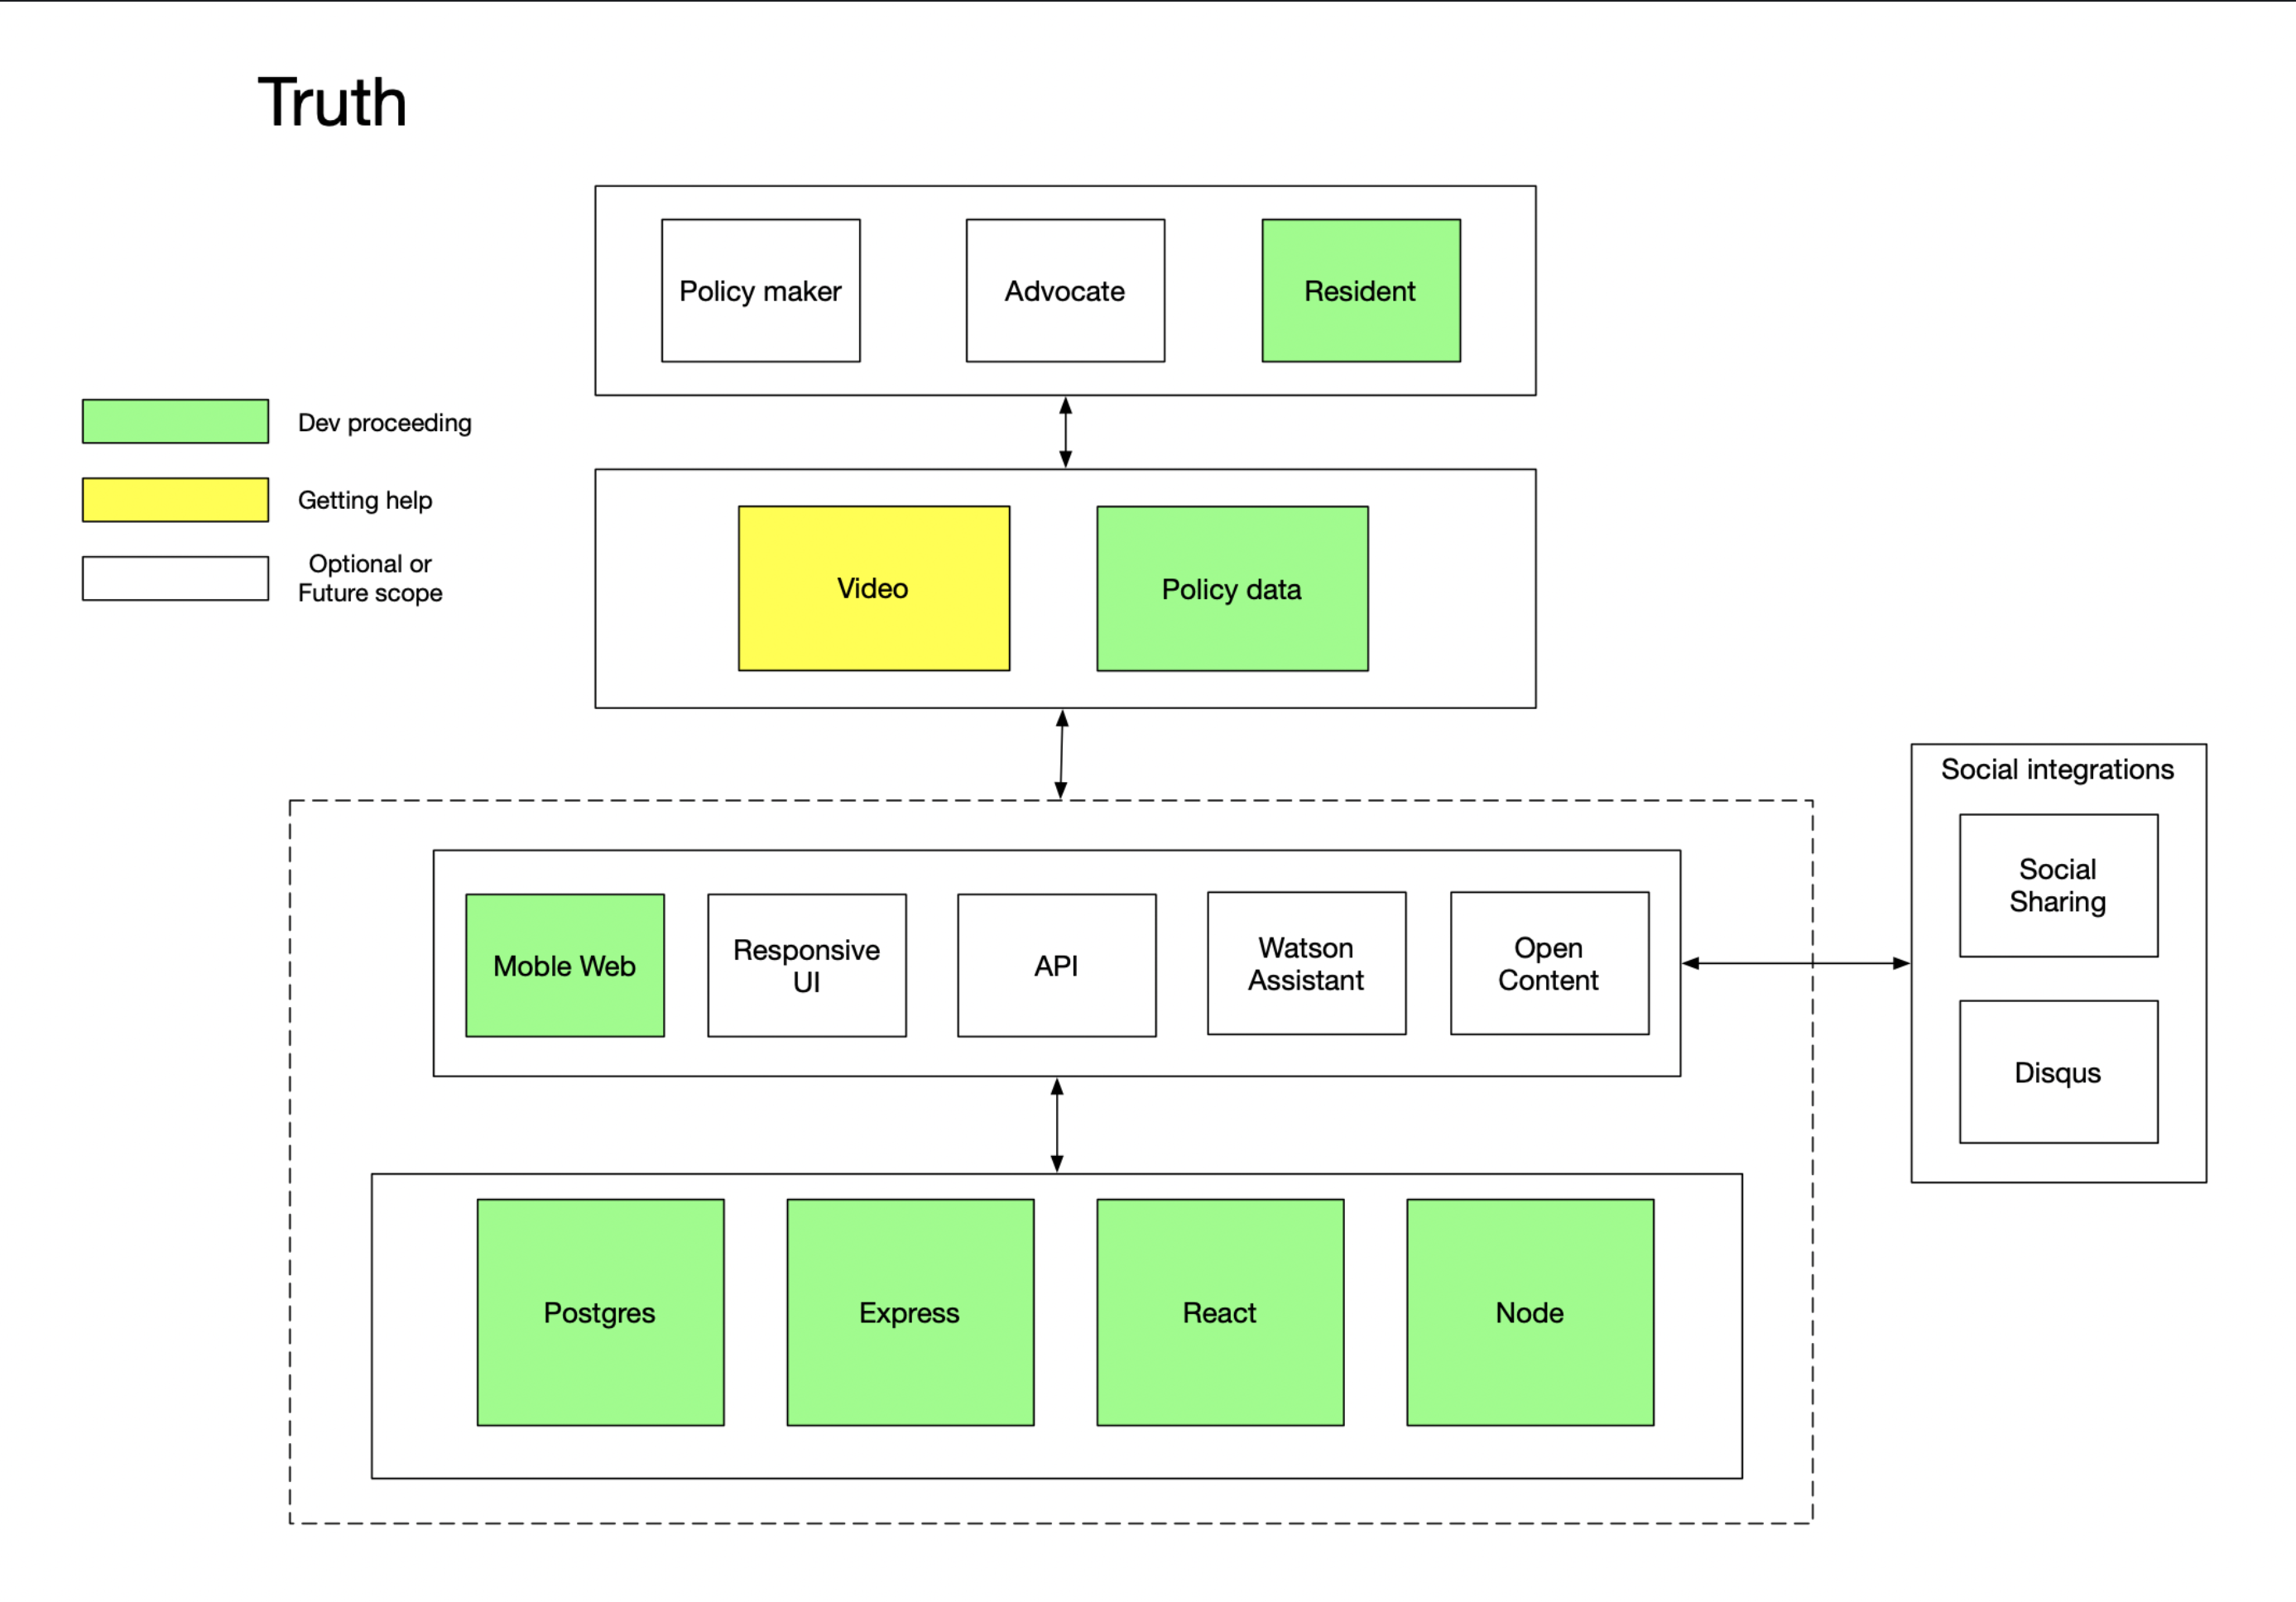 Truth
Policy maker
Advocate
Resident
Dev proceeding
Getting help
Optional or
Future scope
Video
Policy data
Social integrations
Social
Sharing
Disqus
Moble Web
Responsive
UI
API
Watson
Assistant
Open
Content
Postgres
Express
React
Node